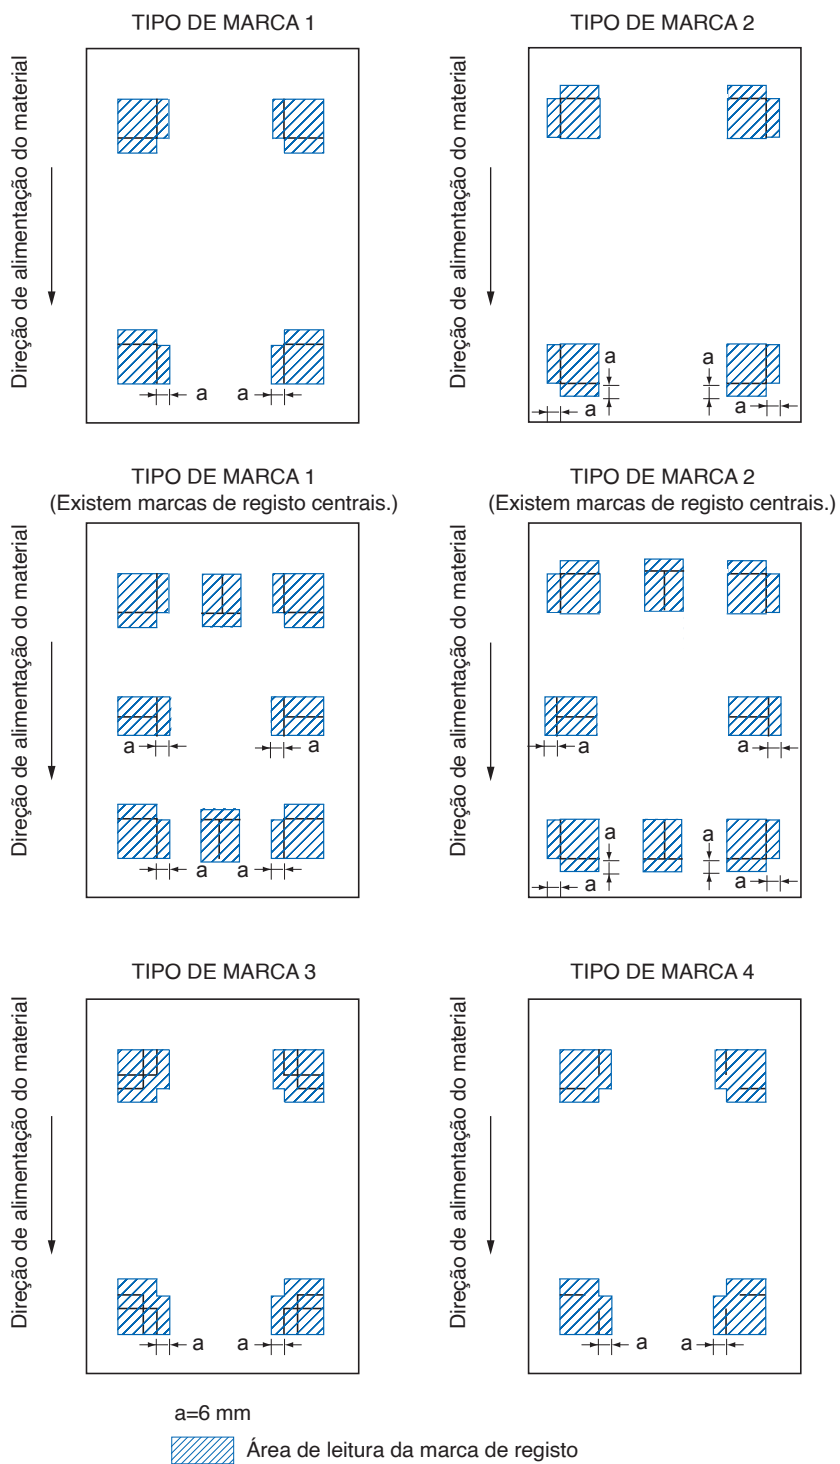 TIPO DE MARCA 1
TIPO DE MARCA 2
Direção de alimentação do material
Direção de alimentação do material
a
a
a
a
a
a
TIPO DE MARCA 1
(Existem marcas de registo centrais.)
TIPO DE MARCA 2
(Existem marcas de registo centrais.)
Direção de alimentação do material
Direção de alimentação do material
a
a
a
a
a
a
a
a
a
a
TIPO DE MARCA 3
TIPO DE MARCA 4
Direção de alimentação do material
Direção de alimentação do material
a
a
a
a
a=6 mm
Área de leitura da marca de registo